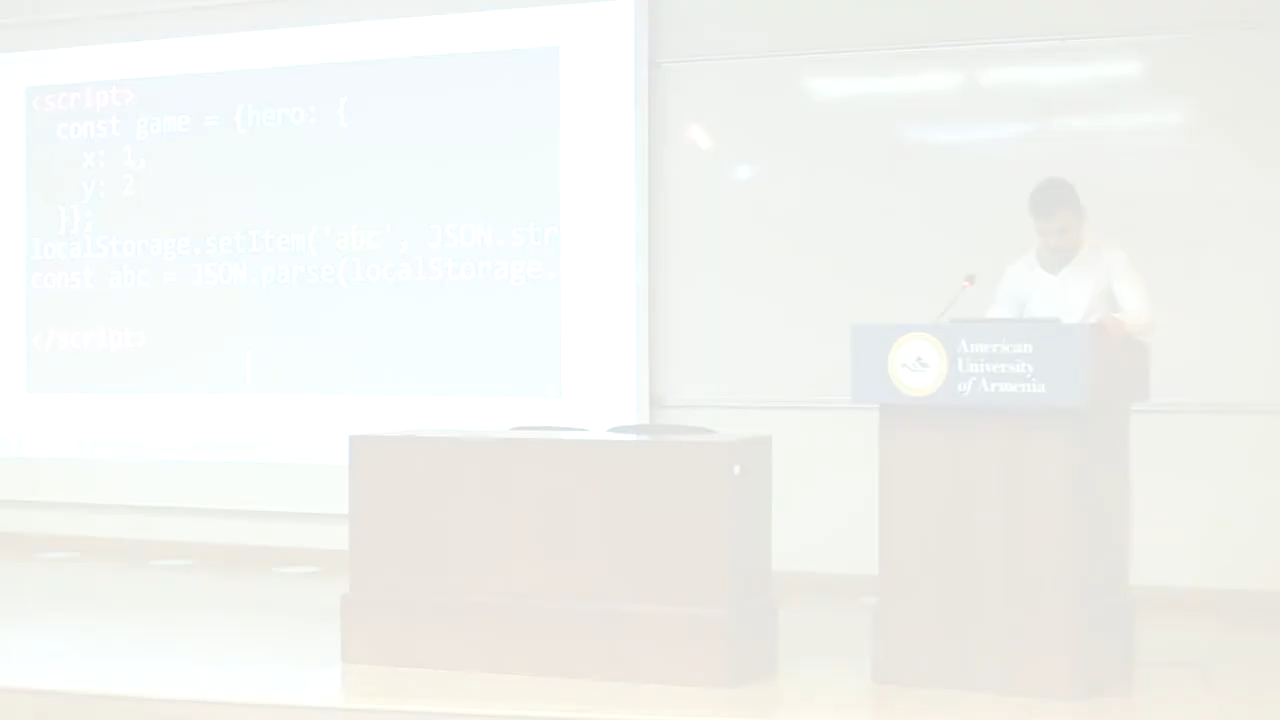 <script>
const game = {hero: {
x: 1,
y: 2
}};
localStorage.setItem('abc', JSON.str
const abc = JSON.parse(localStorage.
</script>
American
University
of Armenia